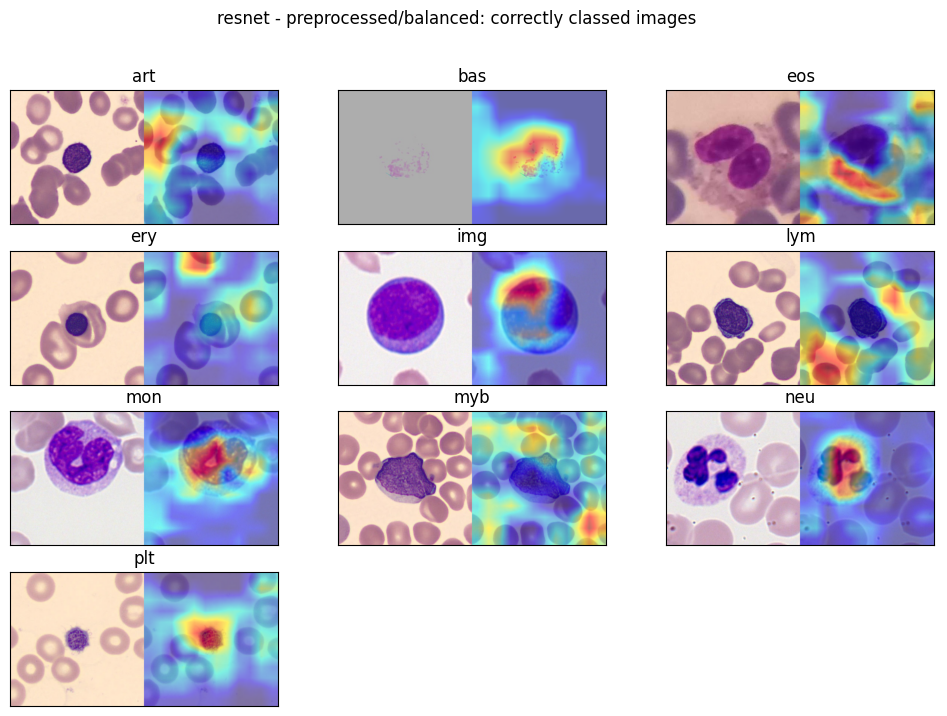 resnet - preprocessed/balanced: correctly classed images
art
bas
eos
ery
img
lym
mon
myb
neu
plt